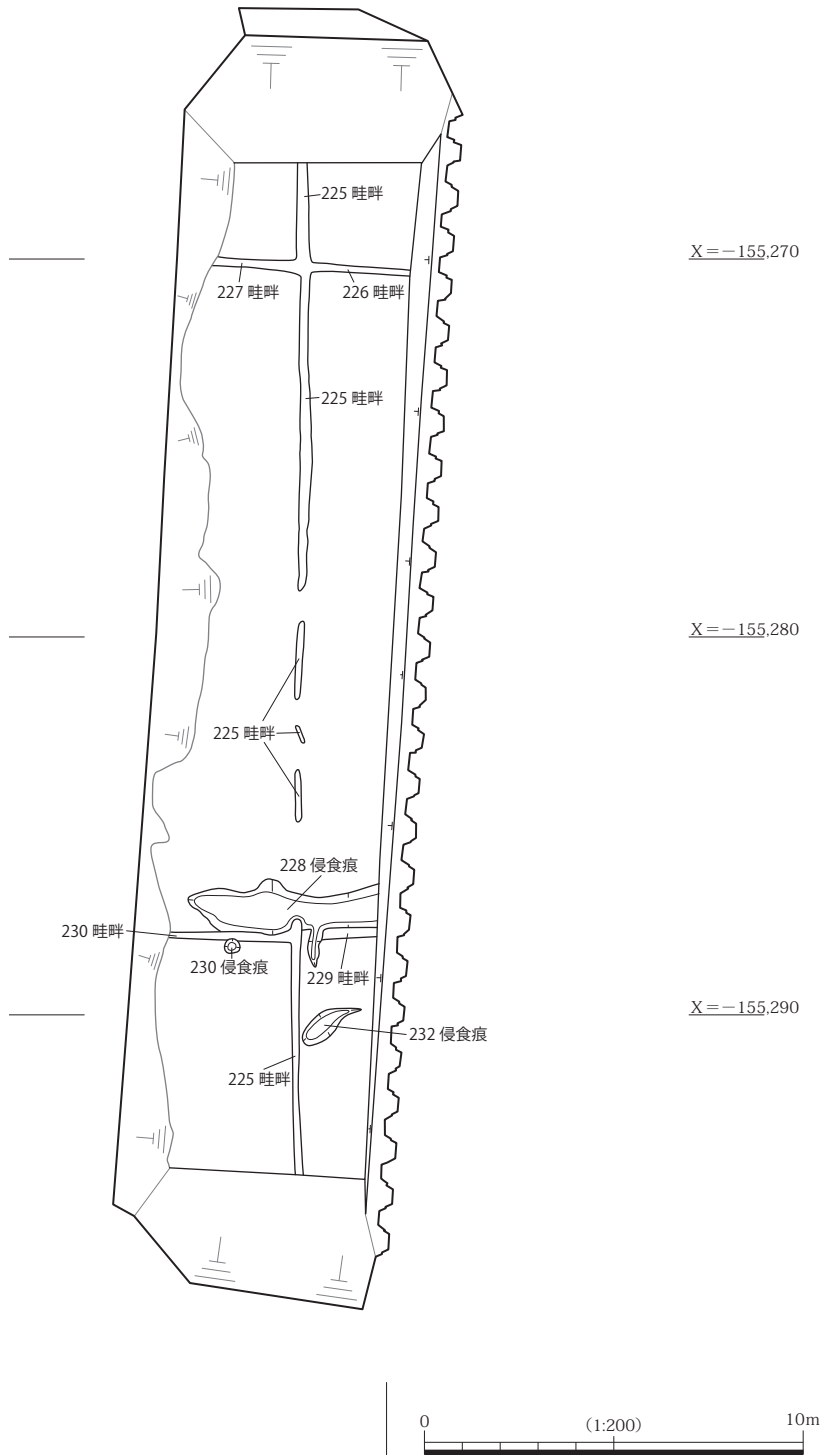 225 畦畔
X=-155,270
227 畦畔
226 畦畔
225 畦畔
X=-155,280
225 畦畔
228 侵食痕
230 畦畔
230 侵食痕
229 畦畔
X=-155,290
232 侵食痕
225 畦畔
0
(1:200)
10m